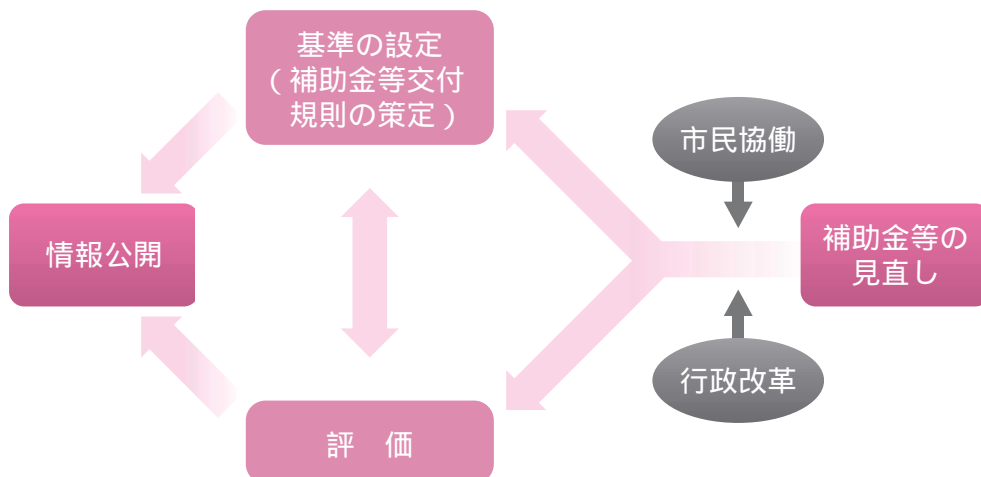 基準の設定
(補助金等交付
規則の策定)
市民協働
情報公開
補助金等の
見直し
行政改革
評　価